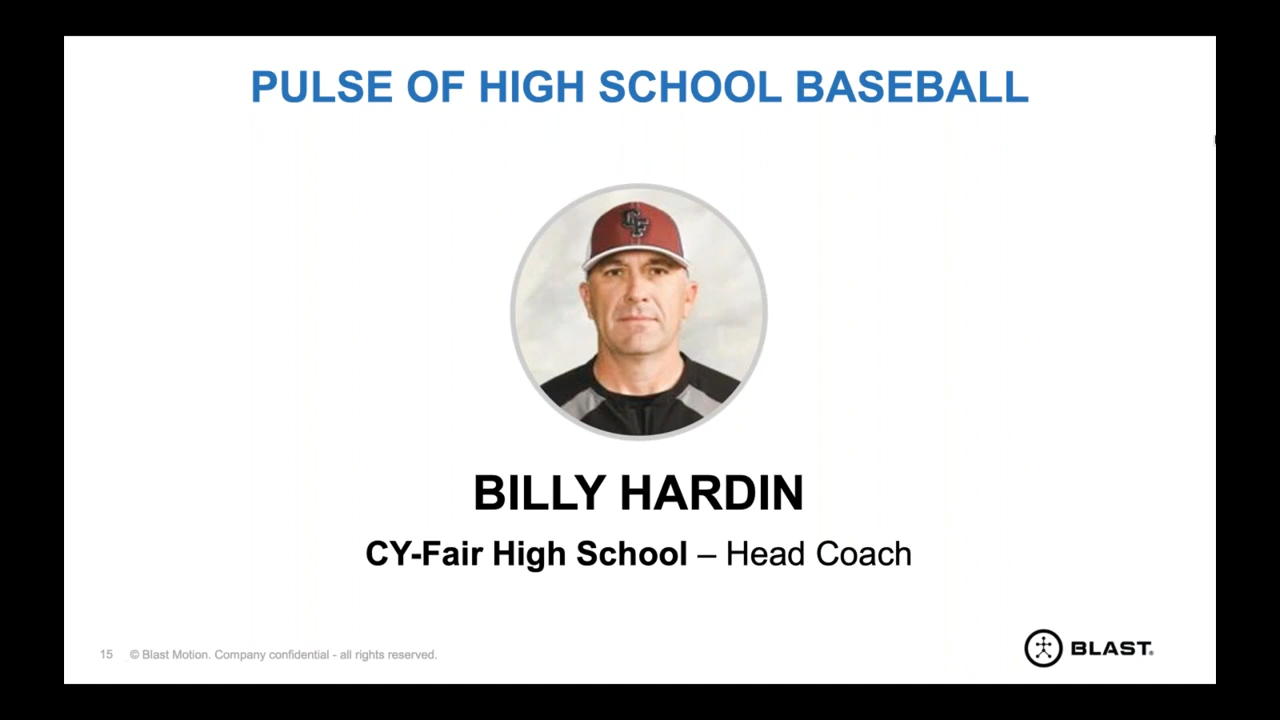 PULSE OF HIGH SCHOOL BASEBALL
CF
BILLY HARDIN
CY-Fair High School – Head Coach
15 © Blast Motion. Company confidential - all rights reserved.
BLAST®